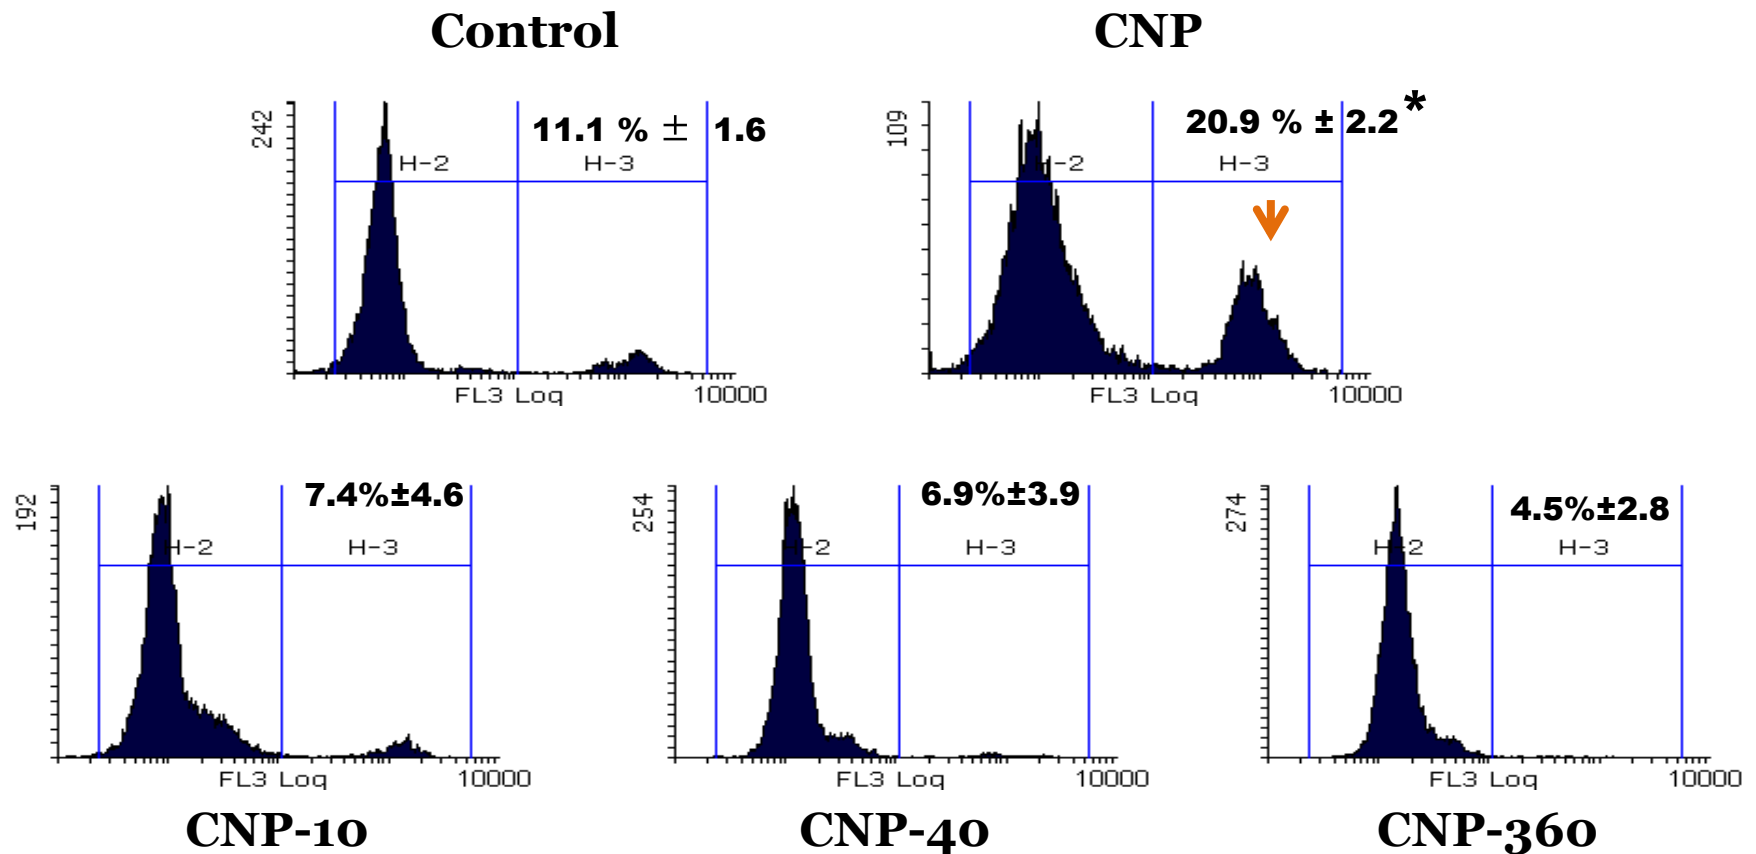 Control
CNP
242
11.1 % ± 1.6
H-2
H-3
FL3 Log
10000
109
20.9 % ± 2.2*
H-2
H-3
FL3 Log
10000
192
7.4%±4.6
H-2
H-3
FL3 Log
10000
254
6.9%±3.9
H-2
H-3
FL3 Log
10000
274
4.5%±2.8
H-2
H-3
FL3 Log
10000
CNP-10
CNP-40
CNP-360